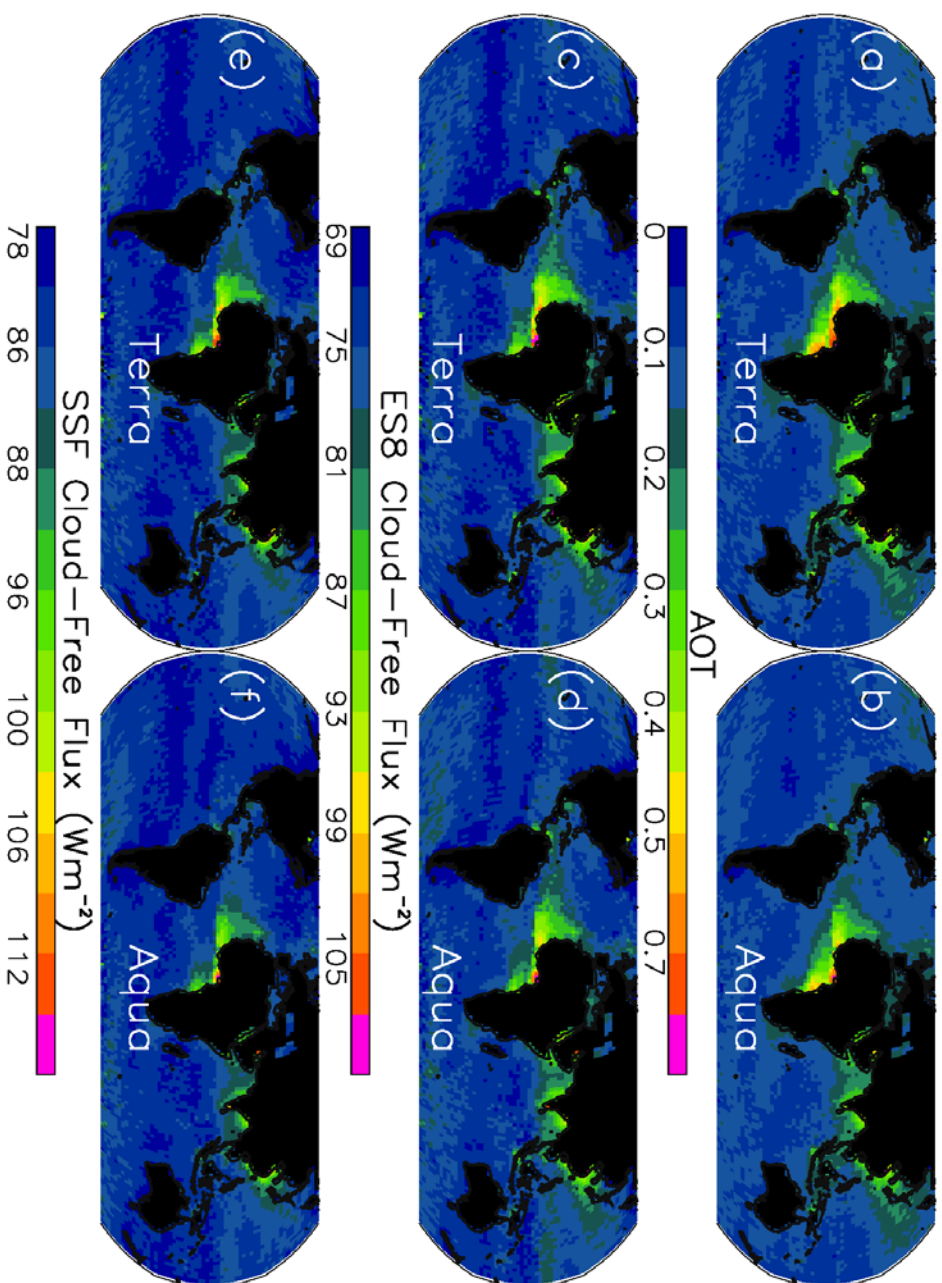 (a)
(b)
Terra
Aqua
0 0.1 0.2 0.3 0.4 0.5 0.7
AOT
(c)
(d)
Terra
Aqua
69 75 81 87 93 99 105
ES8 Cloud-Free Flux (Wm⁻²)
(e)
(f)
Terra
Aqua
78 86 88 96 100 106 112
SSF Cloud-Free Flux (Wm⁻²)